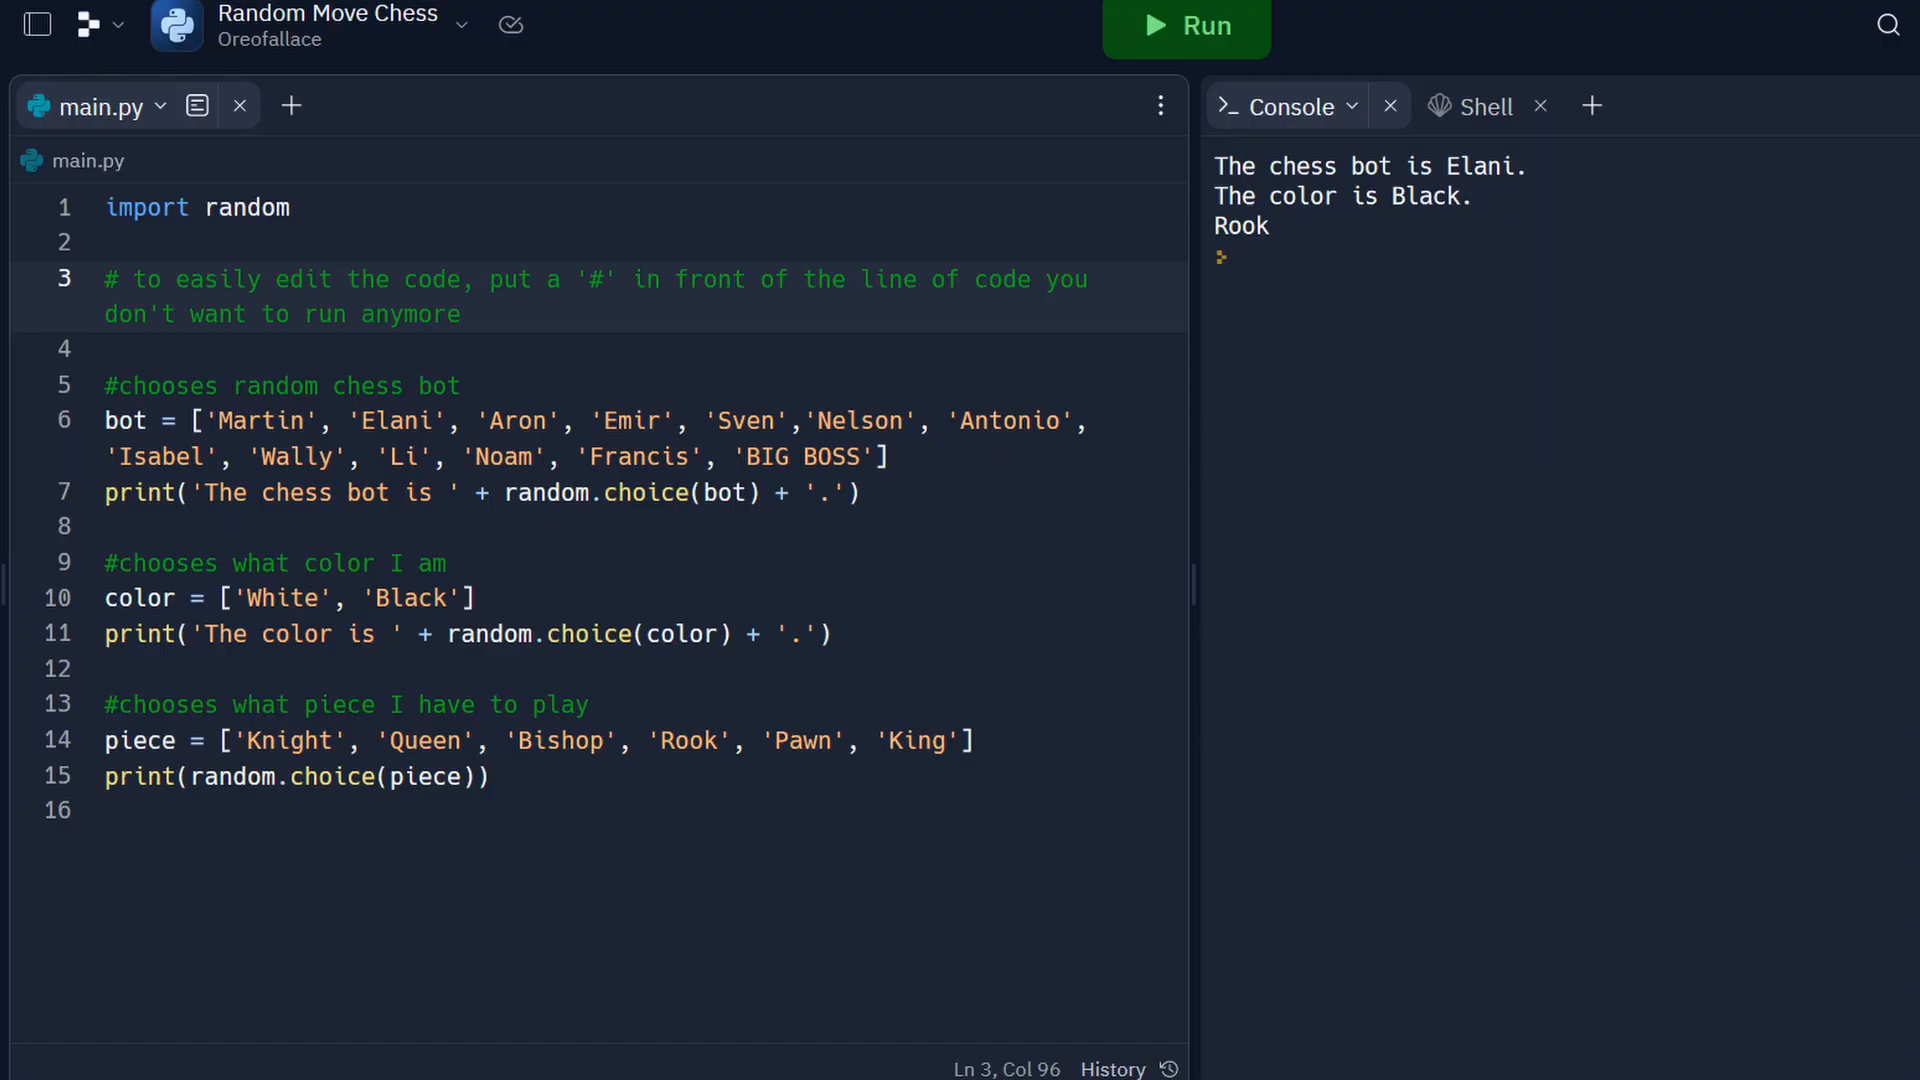 Random Move Chess
Oreofallace
Run
main.py
Console
Shell
main.py
1 import random
2
3 # to easily edit the code, put a '#' in front of the line of code you
don't want to run anymore
4
5 #chooses random chess bot
6 bot = ['Martin', 'Elani', 'Aron', 'Emir', 'Sven','Nelson', 'Antonio',
'Isabel', 'Wally', 'Li', 'Noam', 'Francis', 'BIG BOSS']
7 print('The chess bot is ' + random.choice(bot) + '.')
8
9 #chooses what color I am
10 color = ['White', 'Black']
11 print('The color is ' + random.choice(color) + '.')
12
13 #chooses what piece I have to play
14 piece = ['Knight', 'Queen', 'Bishop', 'Rook', 'Pawn', 'King']
15 print(random.choice(piece))
16
Ln 3, Col 96 History
The chess bot is Elani.
The color is Black.
Rook